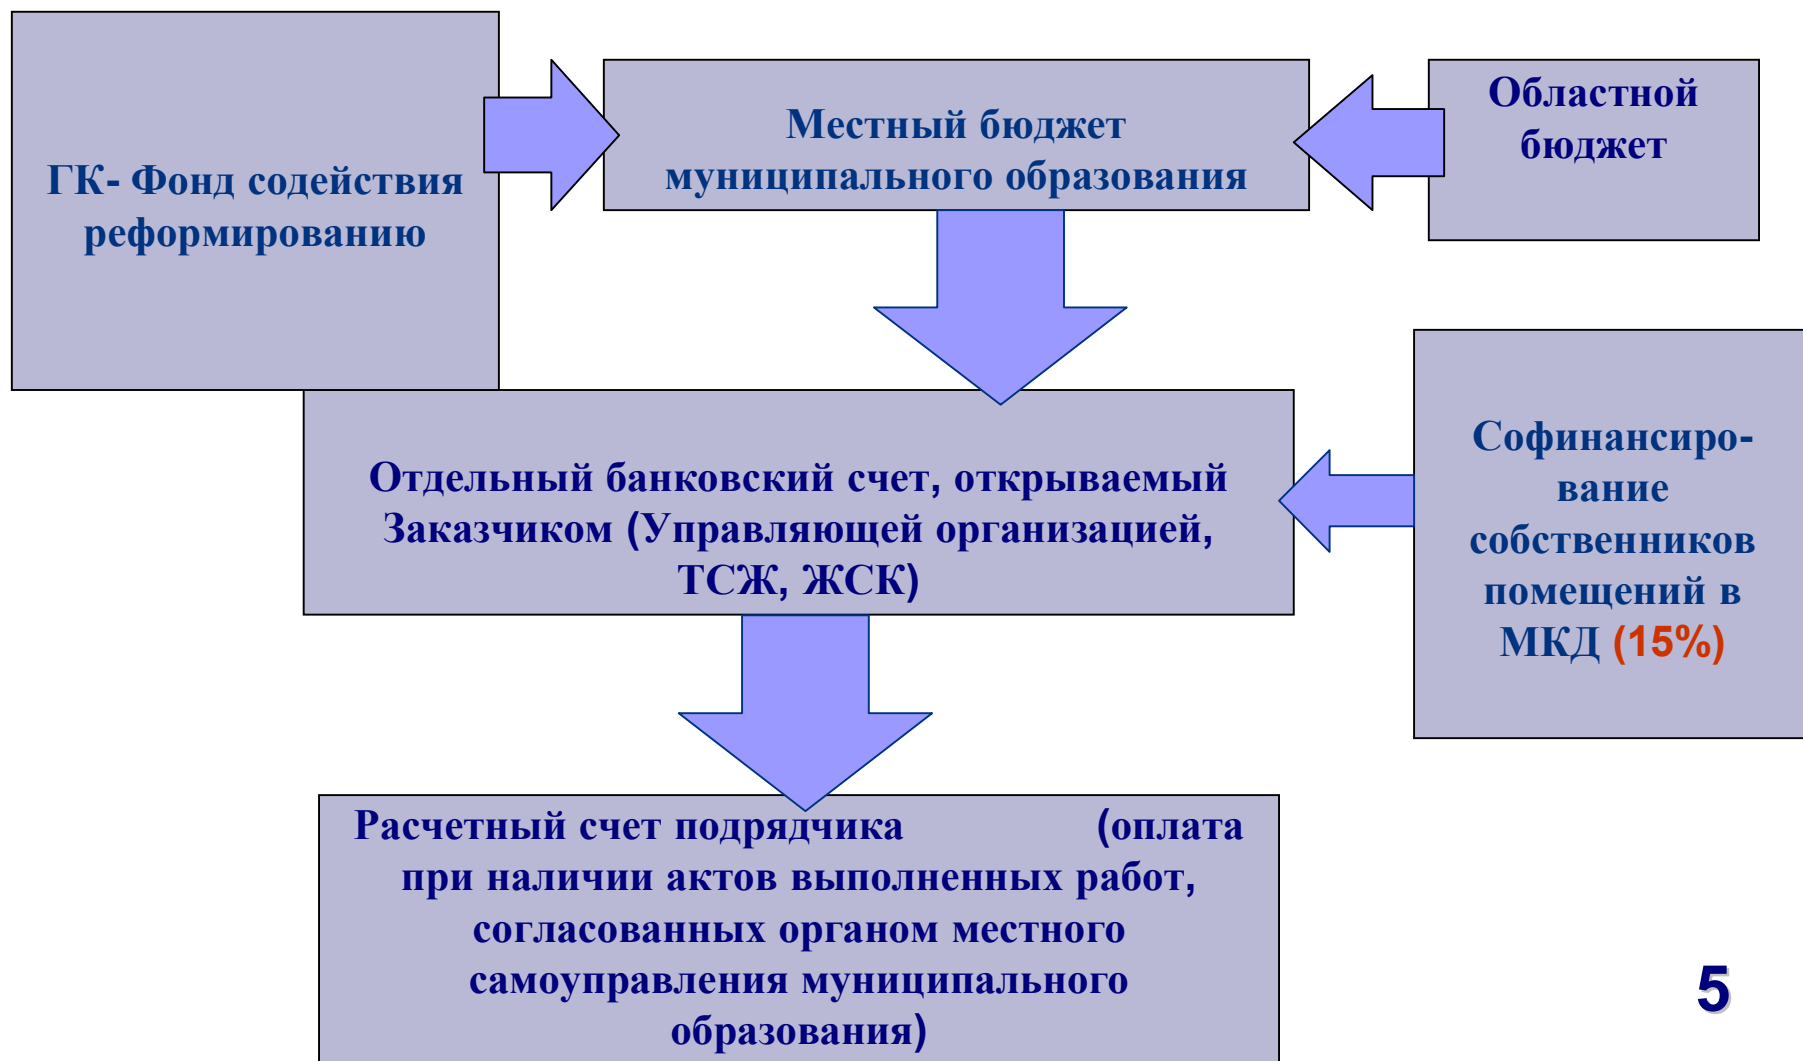 ГК- Фонд содействия
реформированию
Местный бюджет
муниципального образования
Областной
бюджет
Отдельный банковский счет, открываемый
Заказчиком (Управляющей организацией,
ТСЖ, ЖСК)
Софинансиро-
вание
собственников
помещений в
МКД (15%)
Расчетный счет подрядчика (оплата
при наличии актов выполненных работ,
согласованных органом местного
самоуправления муниципального
образования)
5